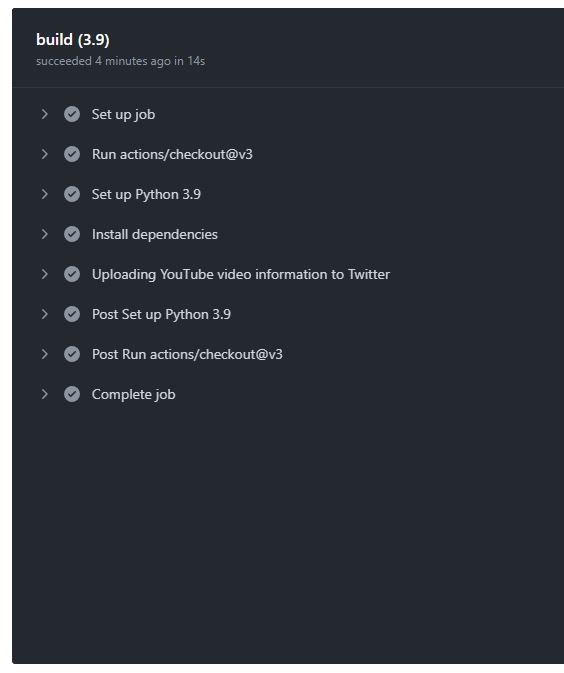 build (3.9)
succeeded 4 minutes ago in 14s
Set up job
Run actions/checkout@v3
Set up Python 3.9
Install dependencies
Uploading YouTube video information to Twitter
Post Set up Python 3.9
Post Run actions/checkout@v3
Complete job